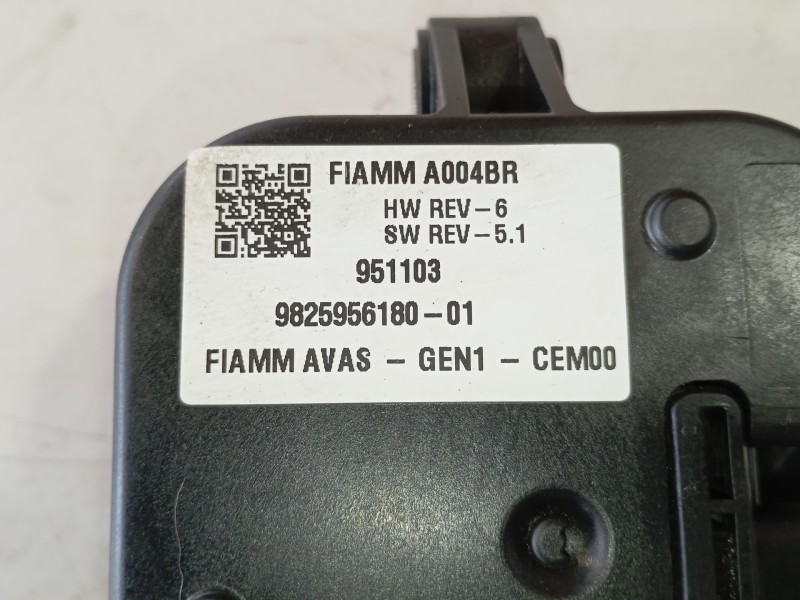 FIAMM A004BR
HW REV-6
SW REV-5.1
951103
9825956180-01
FIAMM AVAS - GEN1 - CEM00